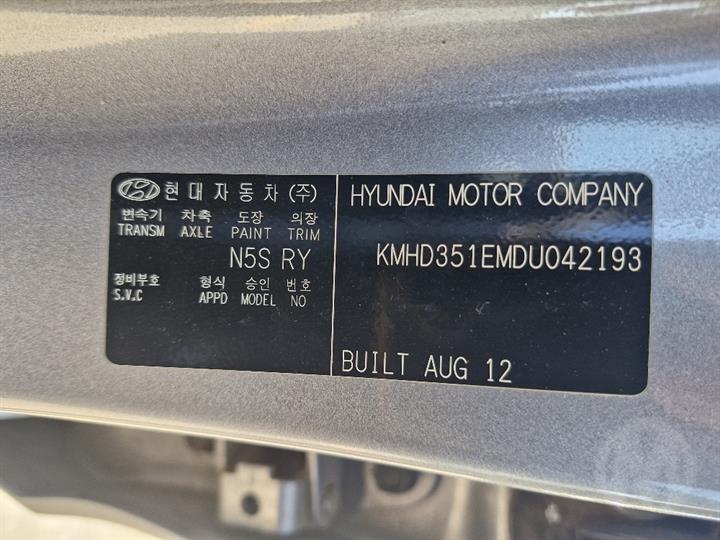 현대자동차 (주)
변속기 차축 도장 의장
TRANSM AXLE PAINT TRIM
N5S RY
정비부호 형식 승인 번호
S.V.C APPD MODEL NO
HYUNDAI MOTOR COMPANY
KMHD351EMDU042193
BUILT AUG 12